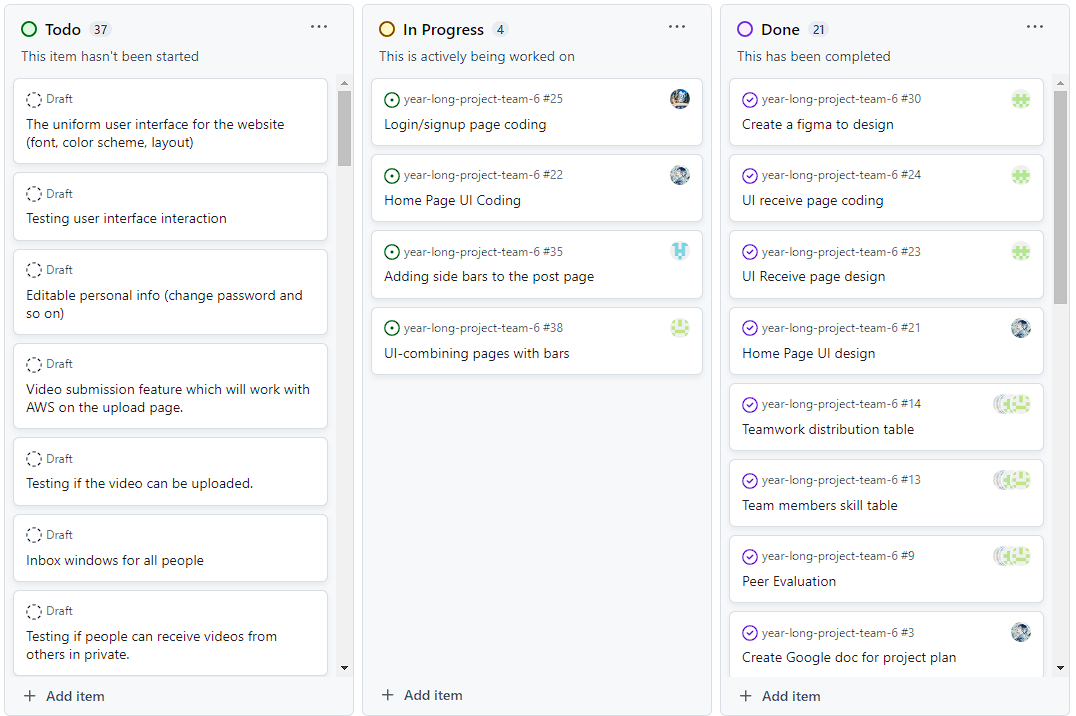 Todo 37
This item hasn't been started
Draft
The uniform user interface for the website
(font, color scheme, layout)
Draft
Testing user interface interaction
Draft
Editable personal info (change password and
so on)
Draft
Video submission feature which will work with
AWS on the upload page.
Draft
Testing if the video can be uploaded.
Draft
Inbox windows for all people
Draft
Testing if people can receive videos from
others in private.
+ Add item
In Progress 4
This is actively being worked on
year-long-project-team-6 #25
Login/signup page coding
year-long-project-team-6 #22
Home Page UI Coding
year-long-project-team-6 #35
Adding side bars to the post page
year-long-project-team-6 #38
UI-combining pages with bars
+ Add item
Done 21
This has been completed
year-long-project-team-6 #30
Create a figma to design
year-long-project-team-6 #24
UI receive page coding
year-long-project-team-6 #23
UI Receive page design
year-long-project-team-6 #21
Home Page UI design
year-long-project-team-6 #14
Teamwork distribution table
year-long-project-team-6 #13
Team members skill table
year-long-project-team-6 #9
Peer Evaluation
year-long-project-team-6 #3
Create Google doc for project plan
+ Add item